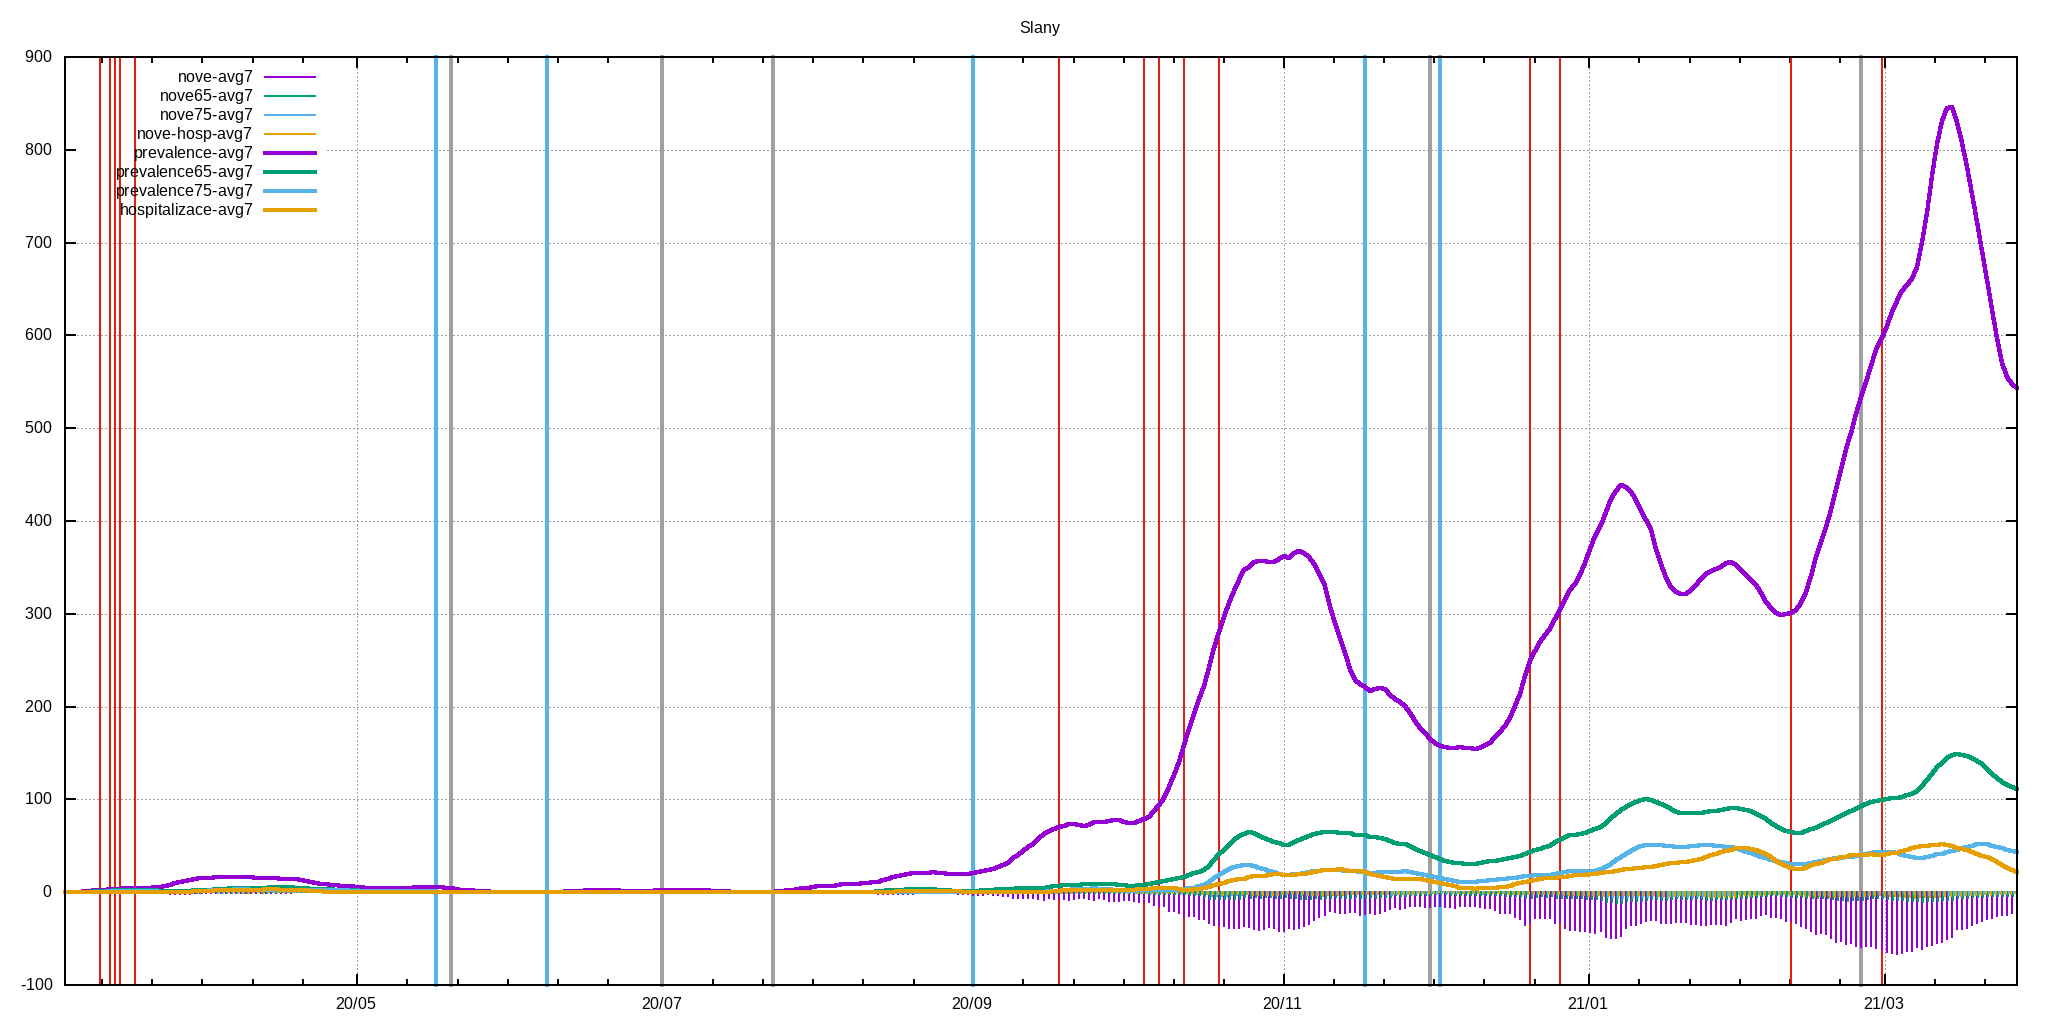 Slany
900
800
700
600
500
400
300
200
100
0
-100
nove-avg7
nove65-avg7
nove75-avg7
nove-hosp-avg7
prevalence-avg7
prevalence65-avg7
prevalence75-avg7
hospitalizace-avg7
20/05 20/07 20/09 20/11 21/01 21/03